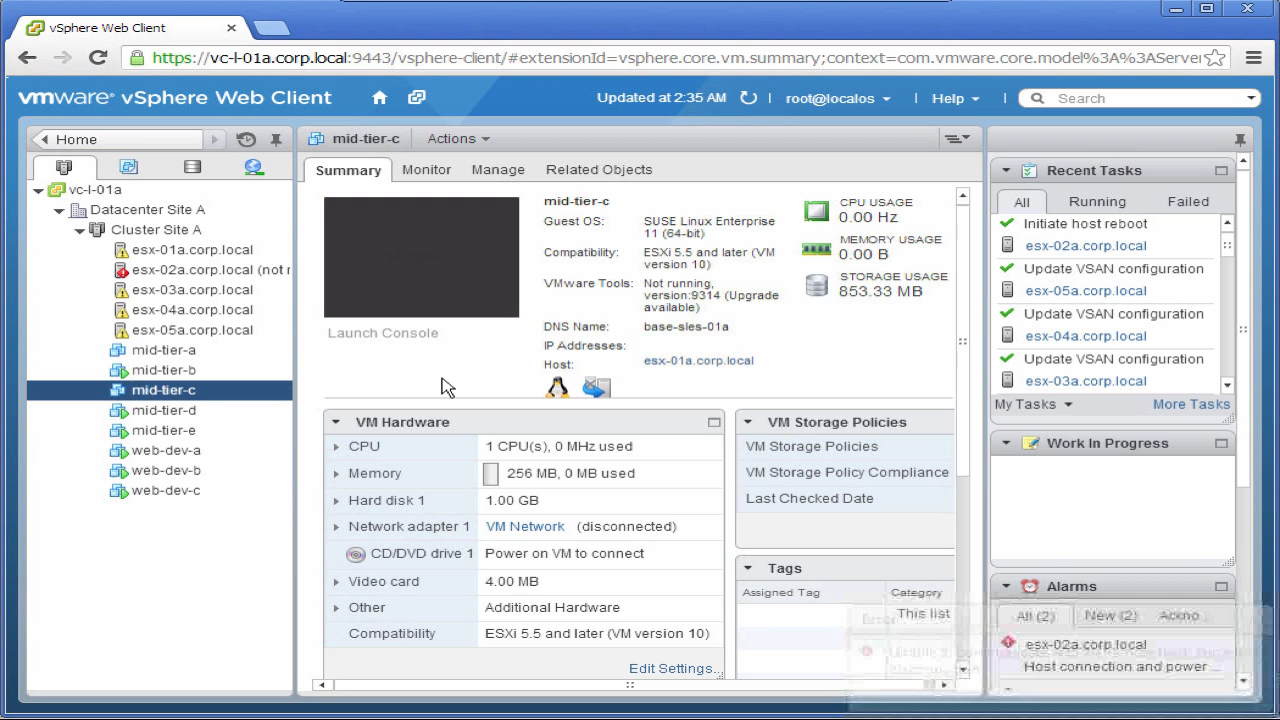 vSphere Web Client
https://vc-l-01a.corp.local:9443/vsphere-client/#extensionId=vsphere.core.vm.summary;context=com.vmware.core.model%3A%3AServer
vmware® vSphere Web Client
Updated at 2:35 AM
root@localos
Help
Search
Home
vc-l-01a
Datacenter Site A
Cluster Site A
esx-01a.corp.local
esx-02a.corp.local (not r
esx-03a.corp.local
esx-04a.corp.local
esx-05a.corp.local
mid-tier-a
mid-tier-b
mid-tier-c
mid-tier-d
mid-tier-e
web-dev-a
web-dev-b
web-dev-c
mid-tier-c
Actions
Summary
Monitor
Manage
Related Objects
Launch Console
mid-tier-c
Guest OS: SUSE Linux Enterprise
11 (64-bit)
Compatibility: ESXi 5.5 and later (VM
version 10)
VMware Tools: Not running,
version:9314 (Upgrade
available)
DNS Name: base-sles-01a
IP Addresses:
Host: esx-01a.corp.local
CPU USAGE
0.00 Hz
MEMORY USAGE
0.00 B
STORAGE USAGE
853.33 MB
VM Hardware
CPU 1 CPU(s), 0 MHz used
Memory 256 MB, 0 MB used
Hard disk 1 1.00 GB
Network adapter 1 VM Network (disconnected)
CD/DVD drive 1 Power on VM to connect
Video card 4.00 MB
Other Additional Hardware
Compatibility ESXi 5.5 and later (VM version 10)
Edit Settings...
VM Storage Policies
VM Storage Policies
VM Storage Policy Compliance
Last Checked Date
Tags
Assigned Tag Category
This list
Recent Tasks
All
Running
Failed
Initiate host reboot
esx-02a.corp.local
Update VSAN configuration
esx-05a.corp.local
Update VSAN configuration
esx-04a.corp.local
Update VSAN configuration
esx-03a.corp.local
My Tasks
More Tasks
Work In Progress
Alarms
All (2)
New (2)
Ackno...
esx-02a.corp.local
Host connection and power